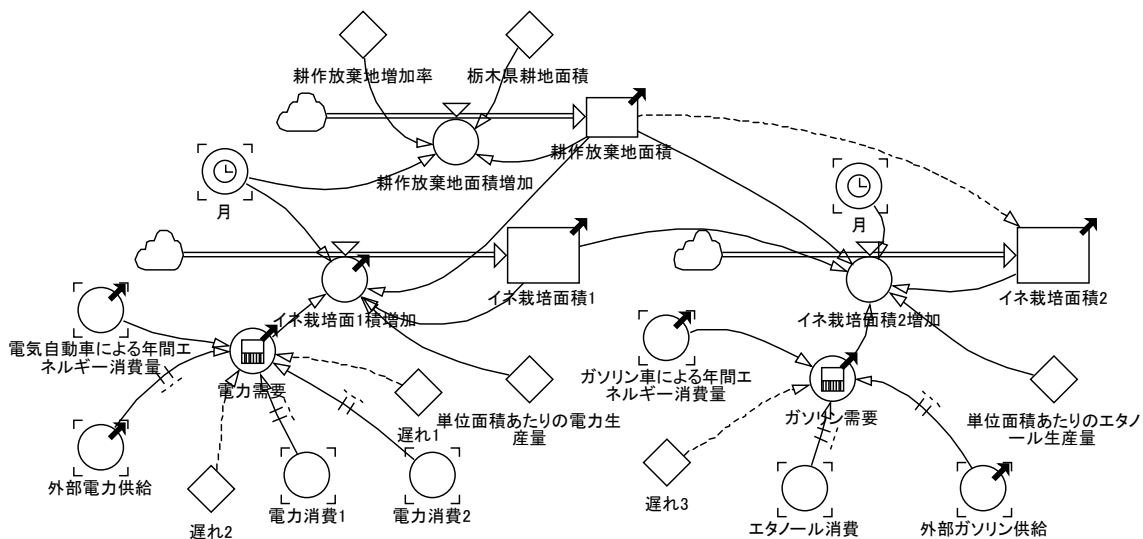 耕作放棄地増加率
栃木県耕地面積
耕作放棄地面積
耕作放棄地面積増加
月
月
イネ栽培面積1
イネ栽培面積2
イネ栽培面1積増加
イネ栽培面積2増加
電気自動車による年間エ
ネルギー消費量
電力需要
ガソリン車による年間エ
ネルギー消費量
ガソリン需要
単位面積あたりの電力生
産量
単位面積あたりのエタノ
ール生産量
遅れ1
外部電力供給
遅れ2
電力消費1
電力消費2
遅れ3
エタノール消費
外部ガソリン供給